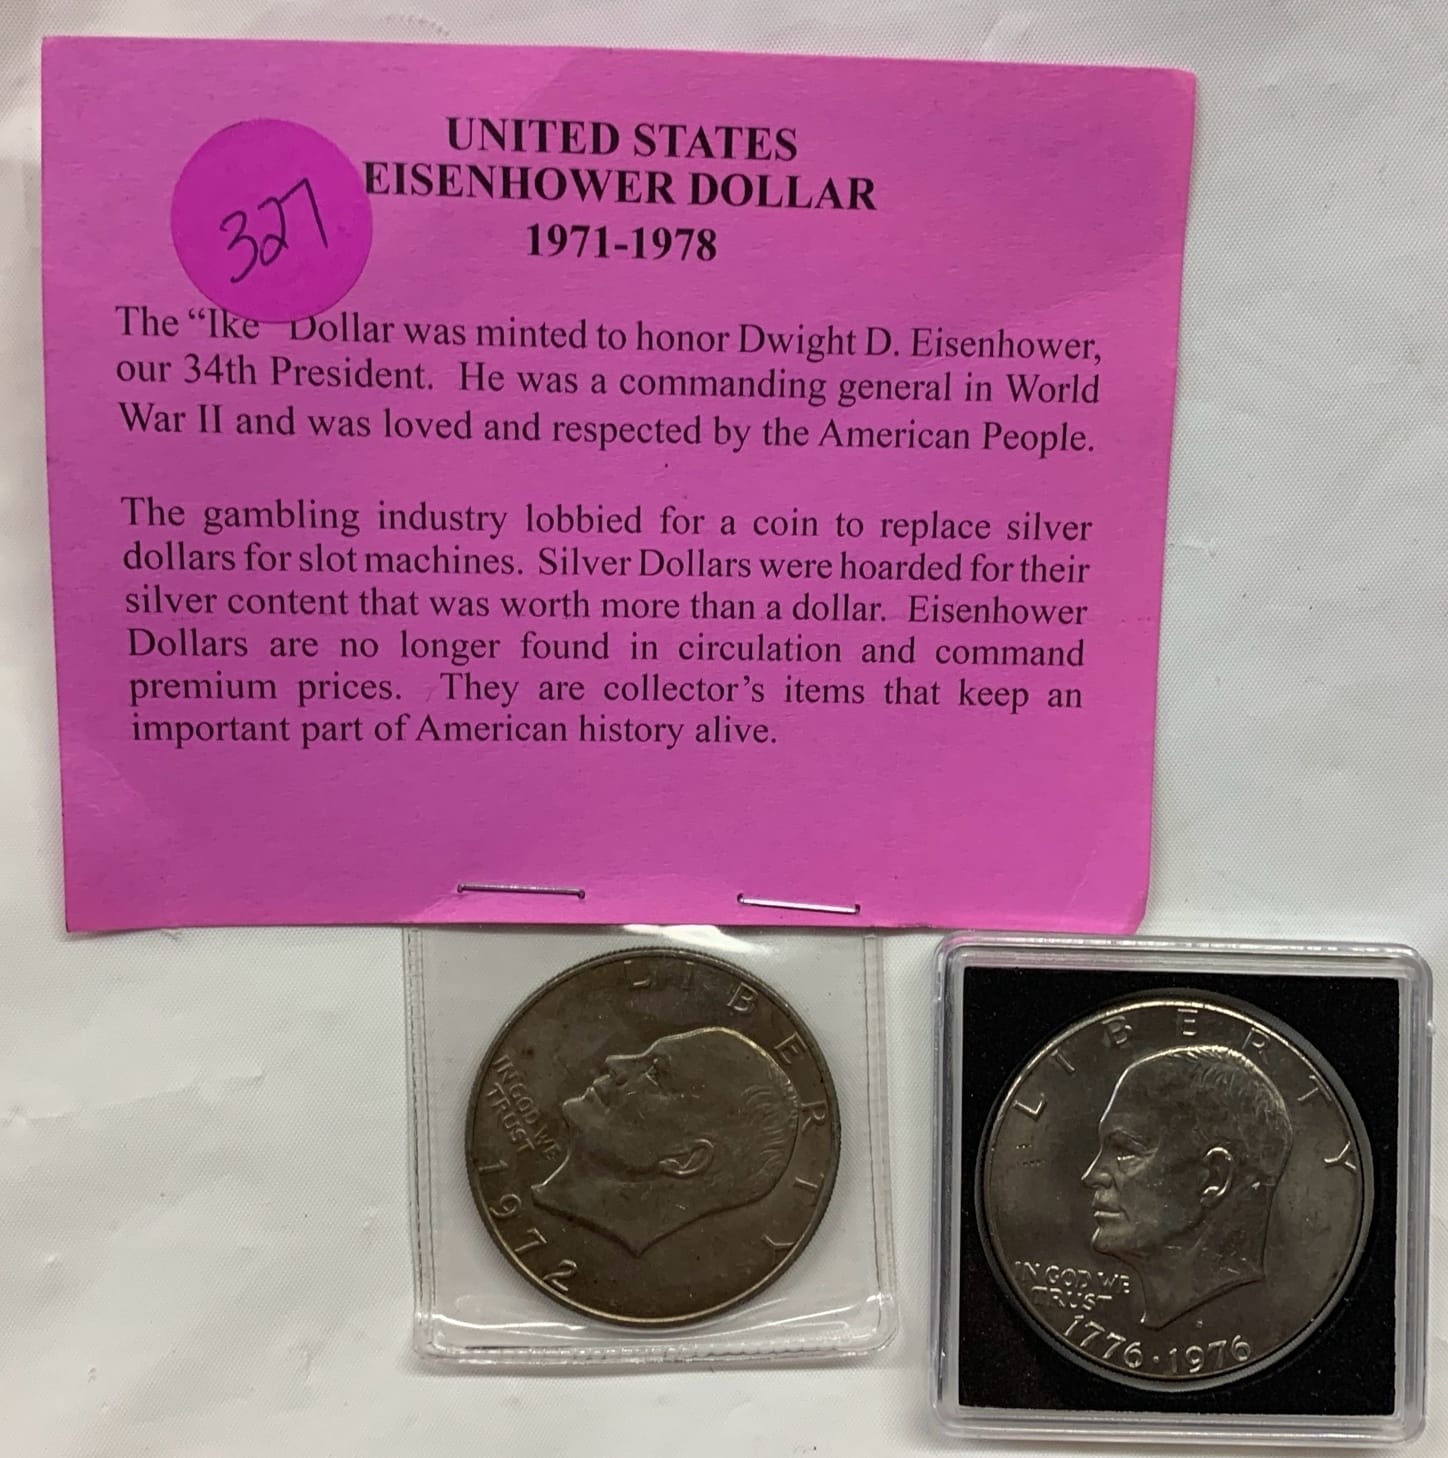 UNITED STATES
EISENHOWER DOLLAR
1971-1978
327
The “Ike” Dollar was minted to honor Dwight D. Eisenhower,
our 34th President. He was a commanding general in World
War II and was loved and respected by the American People.
The gambling industry lobbied for a coin to replace silver
dollars for slot machines. Silver Dollars were hoarded for their
silver content that was worth more than a dollar. Eisenhower
Dollars are no longer found in circulation and command
premium prices. They are collector’s items that keep an
important part of American history alive.
LIBERTY
IN GOD WE
TRUST
1972
LIBERTY
IN GOD WE
TRUST
1776·1976